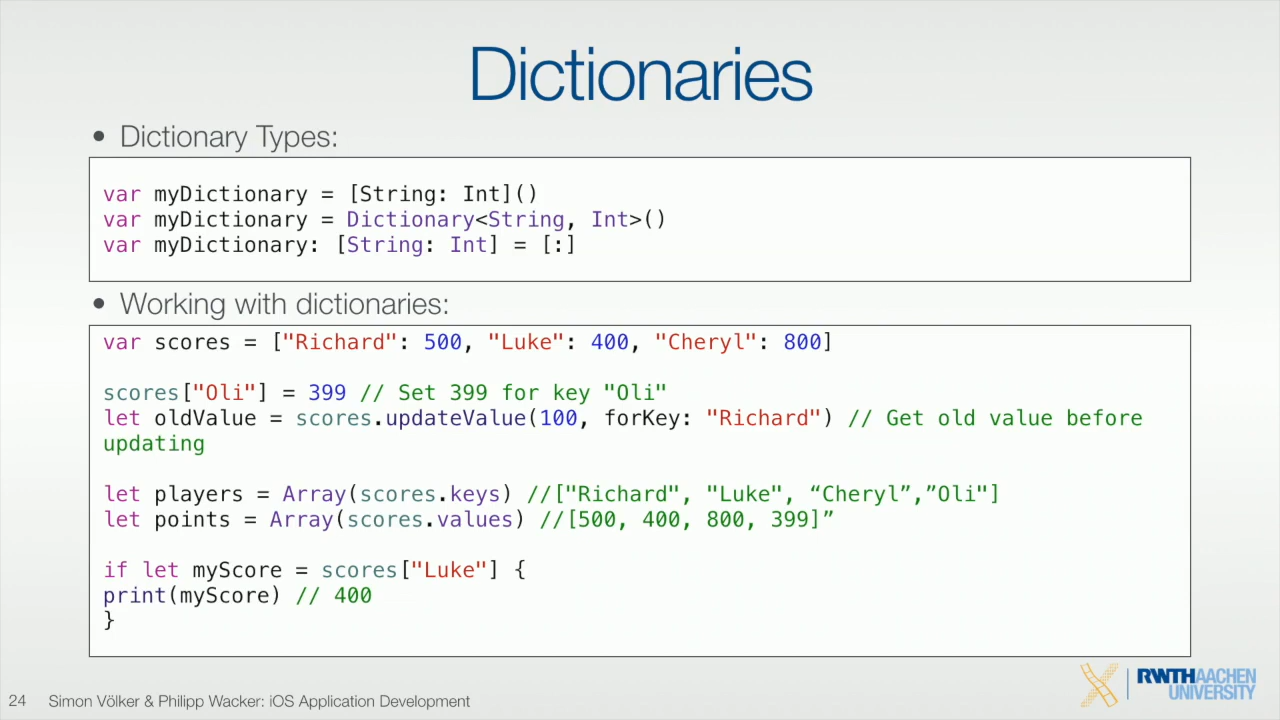 Dictionaries
• Dictionary Types:
var myDictionary = [String: Int]()
var myDictionary = Dictionary<String, Int>()
var myDictionary: [String: Int] = [:]
• Working with dictionaries:
var scores = ["Richard": 500, "Luke": 400, "Cheryl": 800]
scores["Oli"] = 399 // Set 399 for key "Oli"
let oldValue = scores.updateValue(100, forKey: "Richard") // Get old value before
updating
let players = Array(scores.keys) //["Richard", "Luke", “Cheryl”,”Oli"]
let points = Array(scores.values) //[500, 400, 800, 399]”
if let myScore = scores["Luke"] {
print(myScore) // 400
}
24 Simon Völker & Philipp Wacker: iOS Application Development
RWTHAACHEN
UNIVERSITY